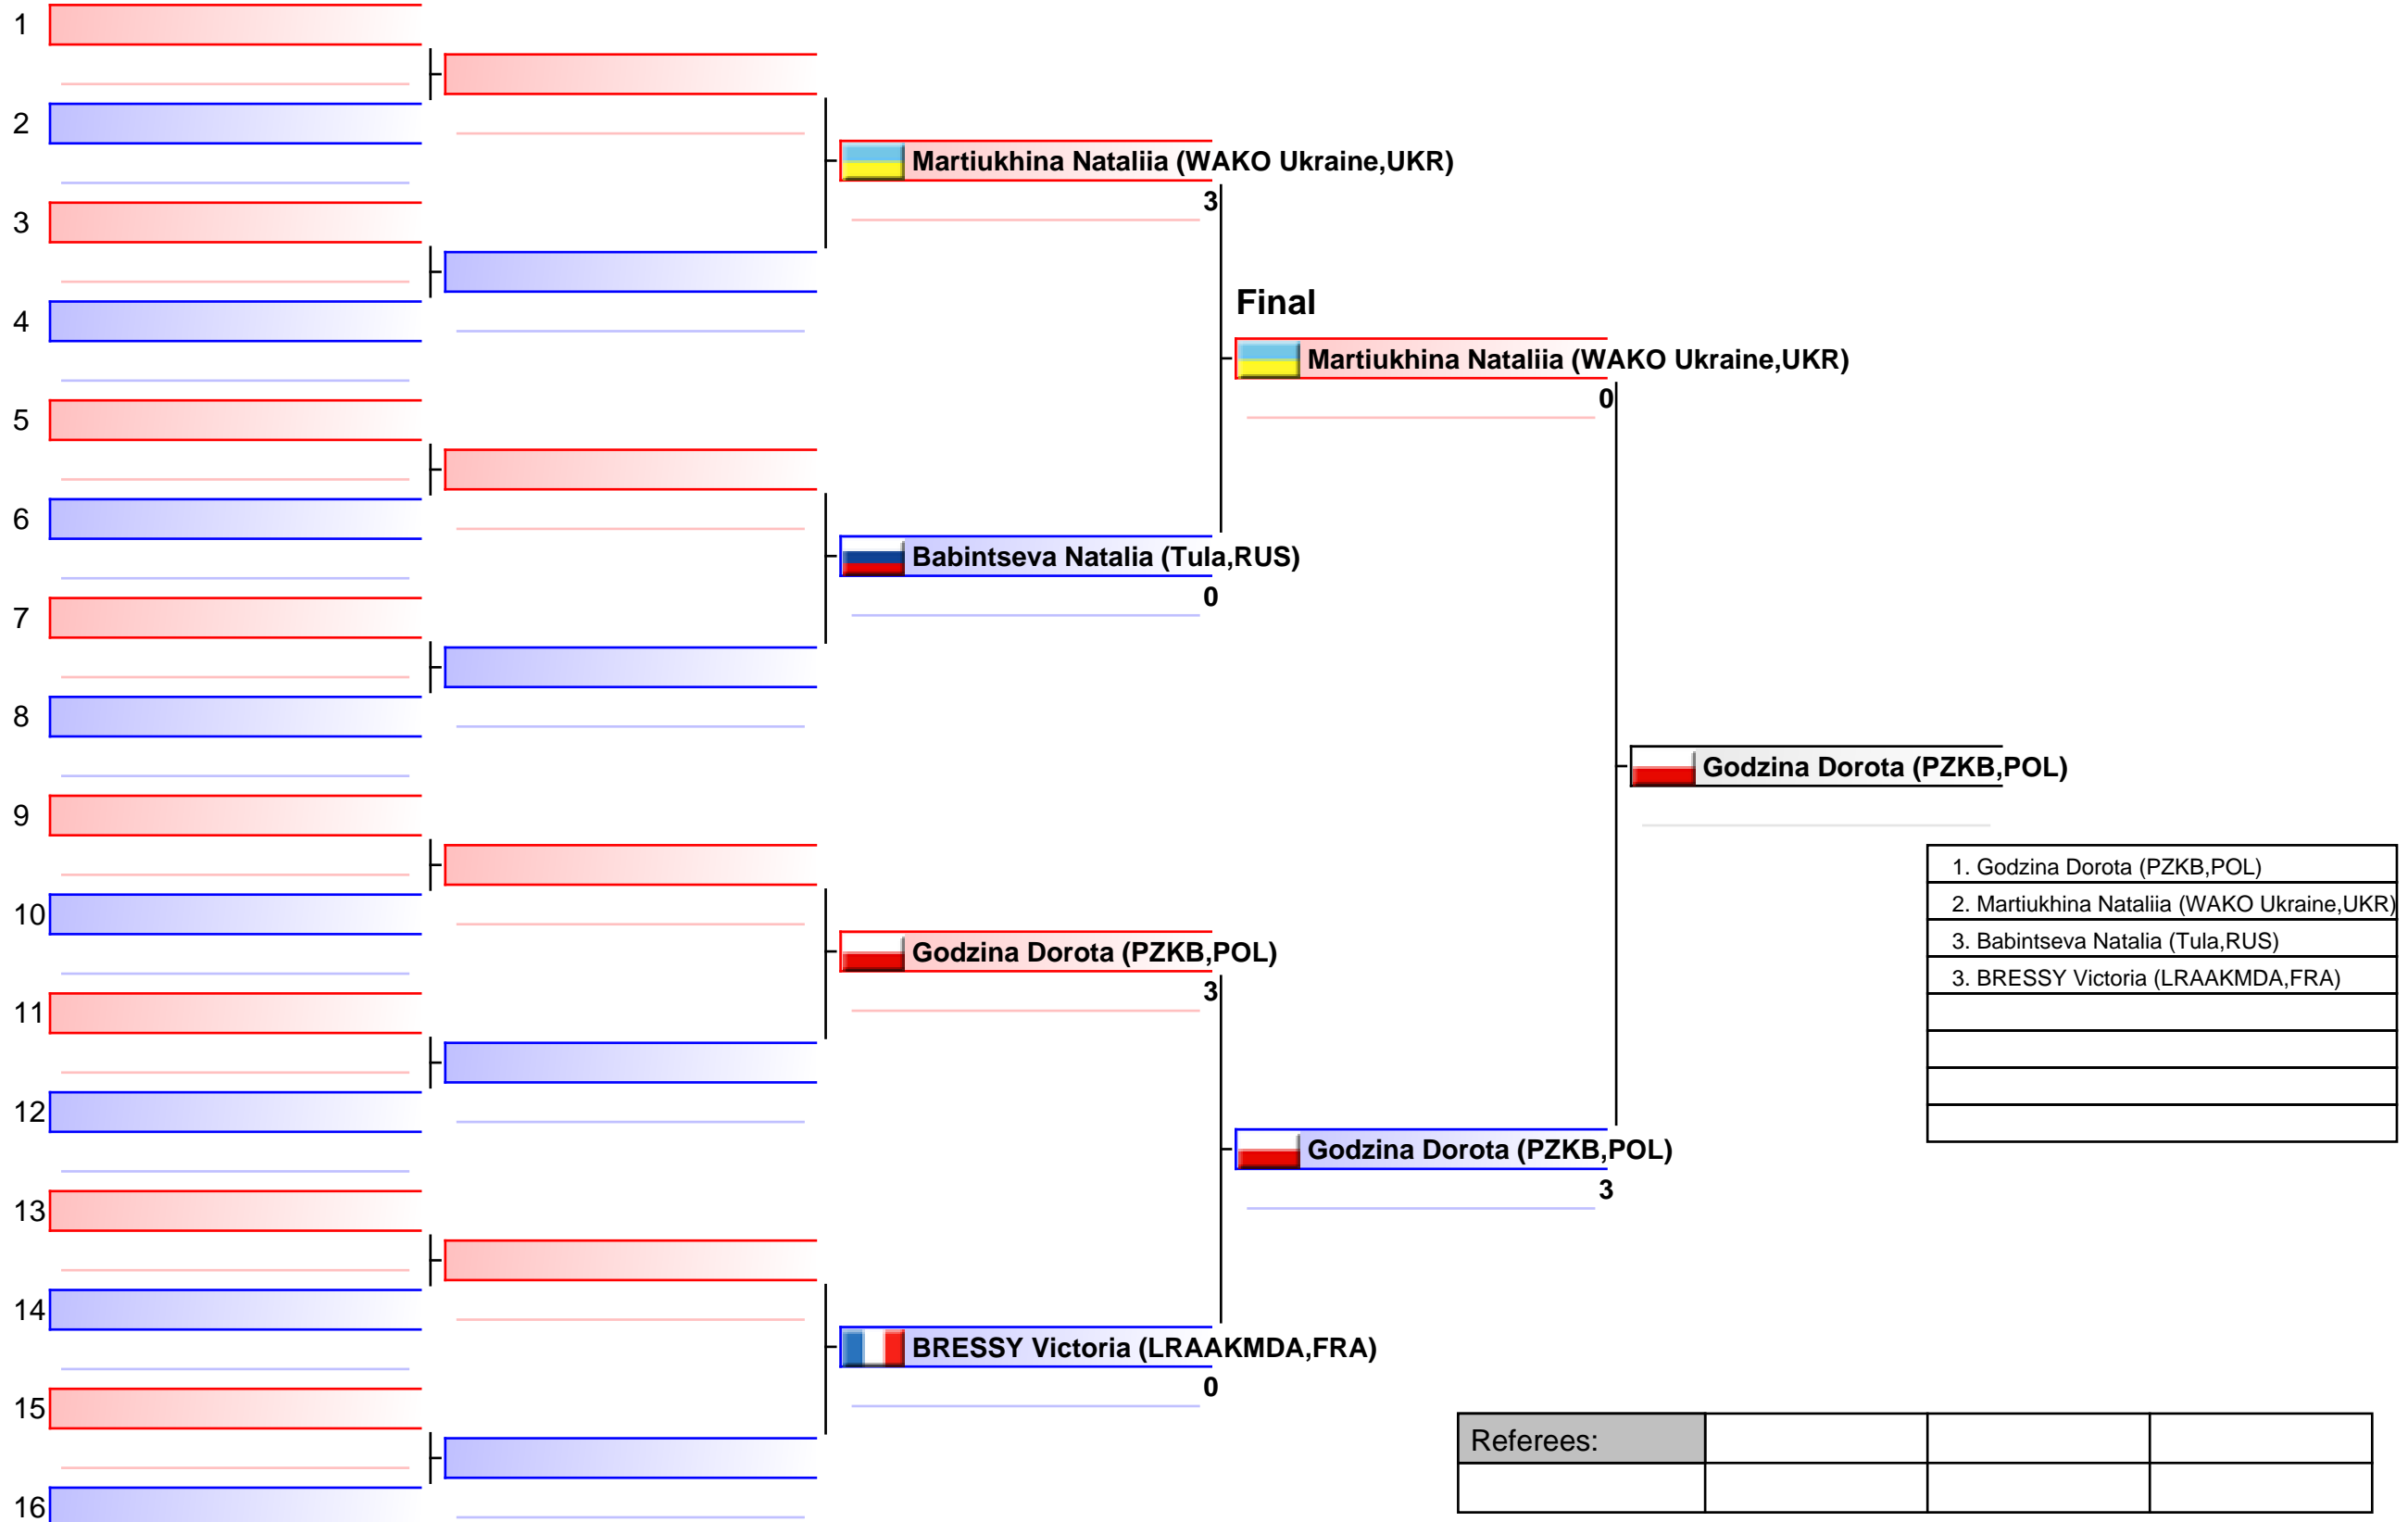 1
2
Martiukhina Nataliia (WAKO Ukraine,UKR)
3
3
Final
4
Martiukhina Nataliia (WAKO Ukraine,UKR)
0
5
6
Babintseva Natalia (Tula,RUS)
0
7
8
Godzina Dorota (PZKB,POL)
9
1. Godzina Dorota (PZKB,POL)
2. Martiukhina Nataliia (WAKO Ukraine,UKR)
3. Babintseva Natalia (Tula,RUS)
3. BRESSY Victoria (LRAAKMDA,FRA)
10
Godzina Dorota (PZKB,POL)
3
11
12
Godzina Dorota (PZKB,POL)
3
13
14
BRESSY Victoria (LRAAKMDA,FRA)
0
15
Referees:
16